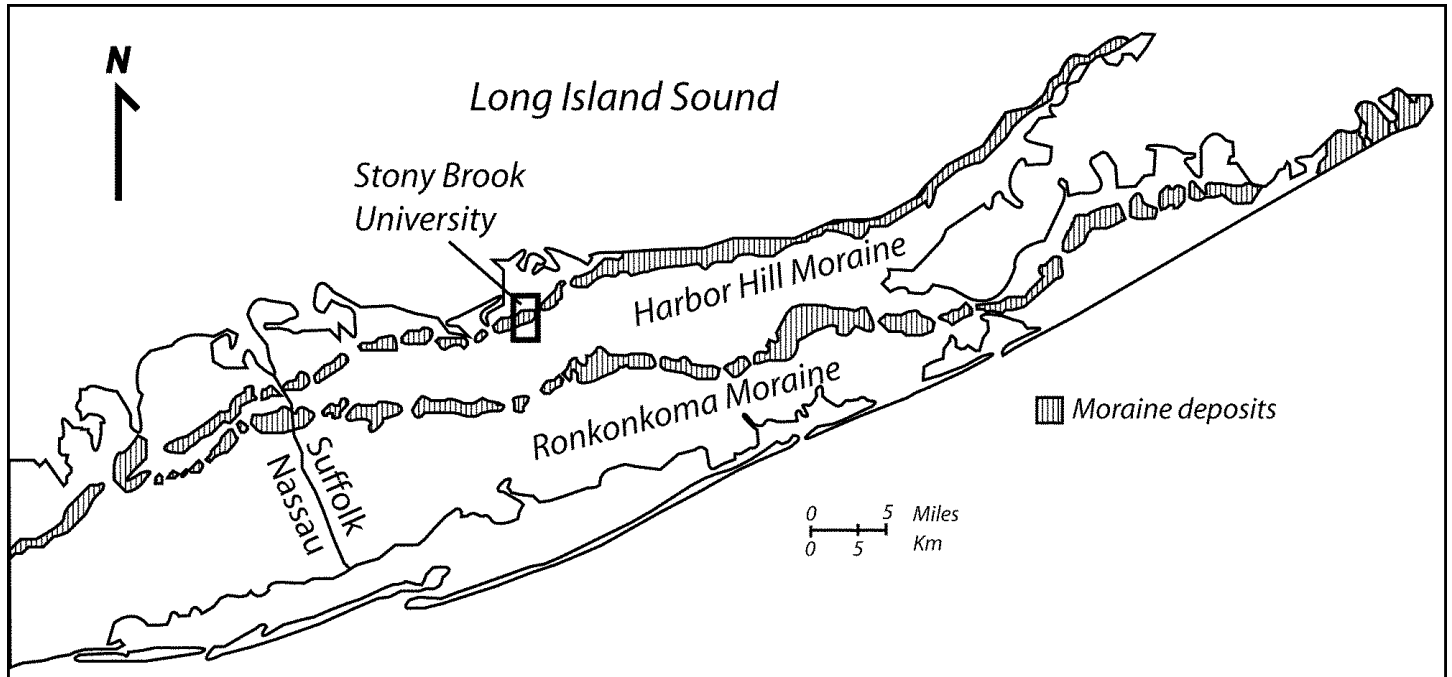 N
Long Island Sound
Stony Brook
University
Harbor Hill Moraine
Ronkonkoma Moraine
Moraine deposits
Suffolk
Nassau
0 5 Miles
0 5 Km